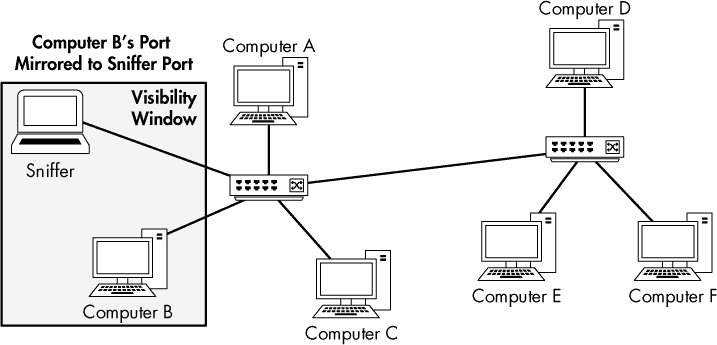 Computer B's Port
Mirrored to Sniffer Port
Visibility
Window
Sniffer
Computer B
Computer A
Computer C
Computer D
Computer E
Computer F